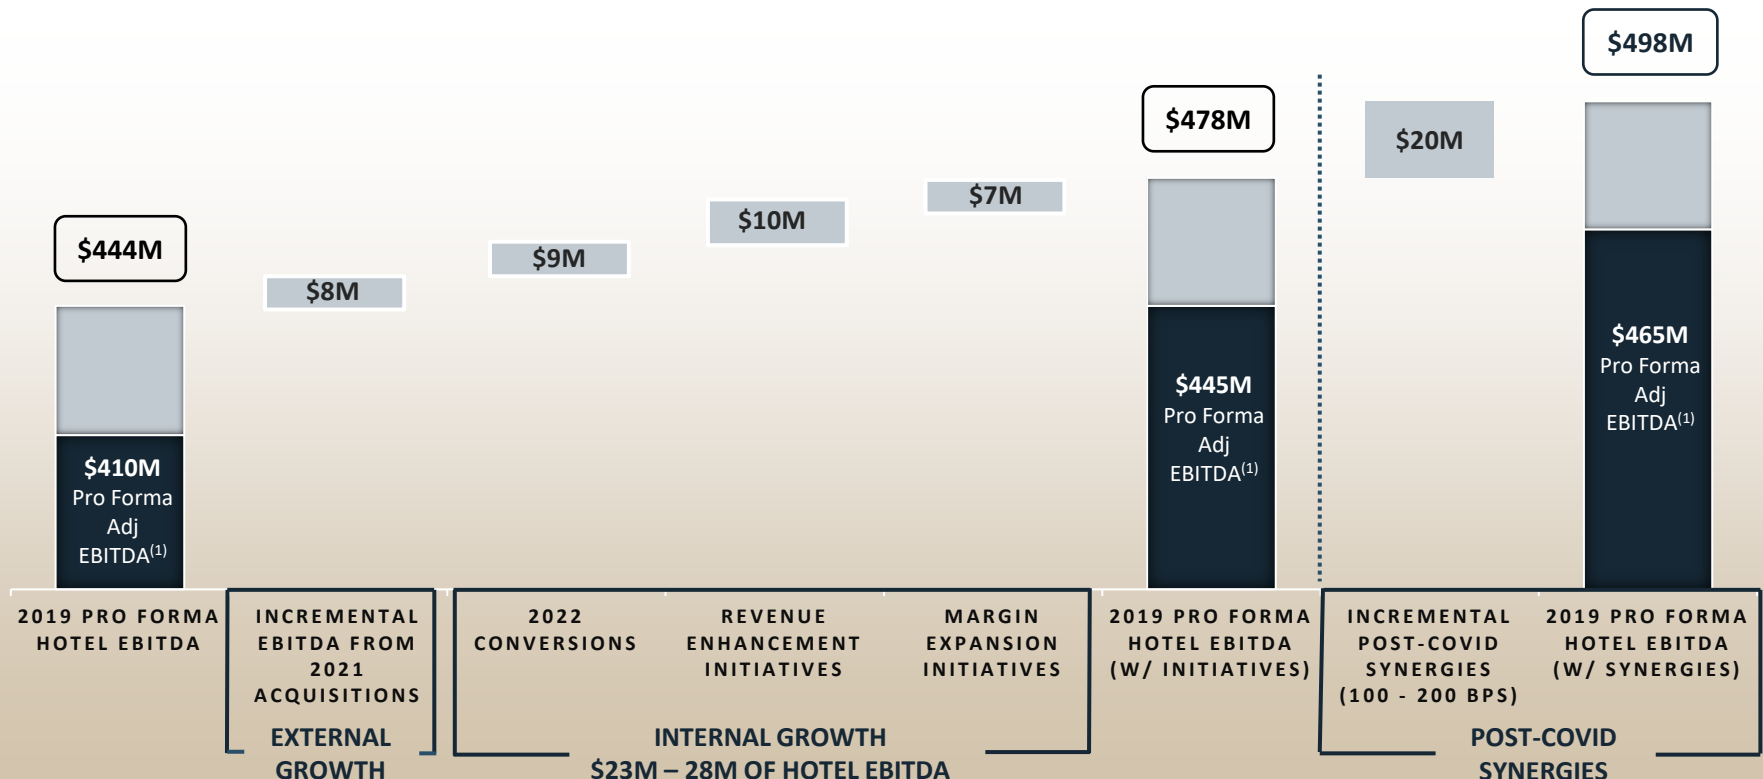 $498M
$478M
$444M
$20M
$7M
$10M
$9M
$8M
$410M
Pro Forma
Adj
EBITDA(1)
$445M
Pro Forma
Adj
EBITDA(1)
$465M
Pro Forma
Adj
EBITDA(1)
2019 PRO FORMA
HOTEL EBITDA
INCREMENTAL
EBITDA FROM
2021
ACQUISITIONS
2022
CONVERSIONS
REVENUE
ENHANCEMENT
INITIATIVES
MARGIN
EXPANSION
INITIATIVES
2019 PRO FORMA
HOTEL EBITDA
(W/ INITIATIVES)
INCREMENTAL
POST-COVID
SYNERGIES
(100 - 200 BPS)
2019 PRO FORMA
HOTEL EBITDA
(W/ SYNERGIES)
EXTERNAL
GROWTH
INTERNAL GROWTH
$23M – 28M OF HOTEL EBITDA
POST-COVID
SYNERGIES